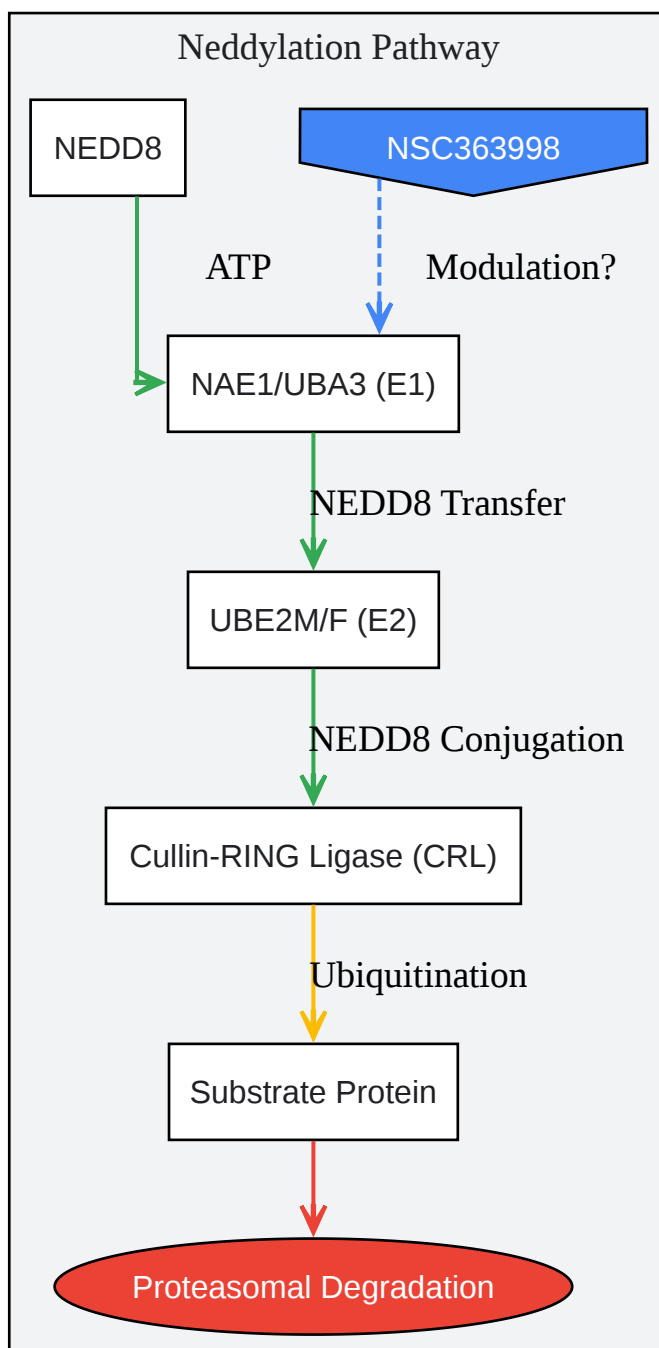 Neddylation Pathway
NEDD8
NSC363998
ATP
Modulation?
NAE1/UBA3 (E1)
NEDD8 Transfer
UBE2M/F (E2)
NEDD8 Conjugation
Cullin-RING Ligase (CRL)
Ubiquitination
Substrate Protein
Proteasomal Degradation